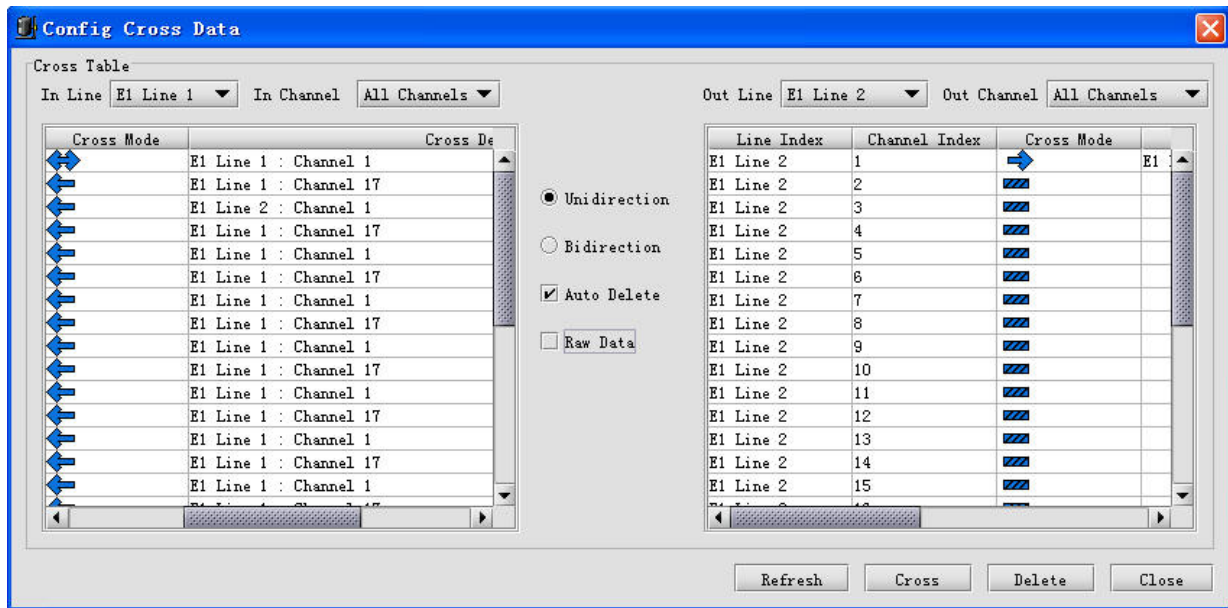 Config Cross Data
Cross Table
In Line E1 Line 1 In Channel All Channels Out Line E1 Line 2 Out Channel All Channels
Cross Mode Cross De
E1 Line 1 : Channel 1
E1 Line 1 : Channel 17
E1 Line 2 : Channel 1
E1 Line 1 : Channel 17
E1 Line 1 : Channel 1
E1 Line 1 : Channel 17
E1 Line 1 : Channel 1
E1 Line 1 : Channel 17
E1 Line 1 : Channel 1
E1 Line 1 : Channel 17
E1 Line 1 : Channel 1
E1 Line 1 : Channel 17
E1 Line 1 : Channel 1
E1 Line 1 : Channel 17
E1 Line 1 : Channel 1
Unidirection
Bidirection
Auto Delete
Raw Data
Line Index Channel Index Cross Mode
E1 Line 2 1 E1
E1 Line 2 2
E1 Line 2 3
E1 Line 2 4
E1 Line 2 5
E1 Line 2 6
E1 Line 2 7
E1 Line 2 8
E1 Line 2 9
E1 Line 2 10
E1 Line 2 11
E1 Line 2 12
E1 Line 2 13
E1 Line 2 14
E1 Line 2 15
Refresh Cross Delete Close